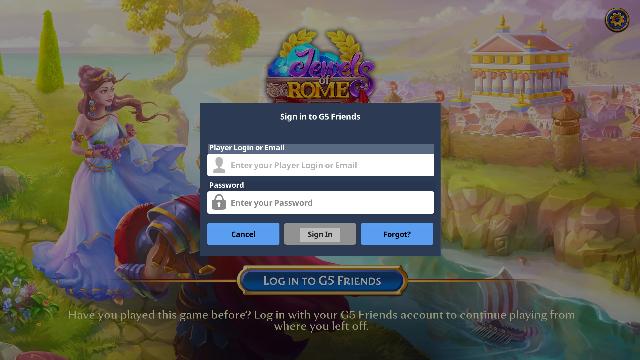 Jewels
of
ROME
Sign in to G5 Friends
Player Login or Email
Enter your Player Login or Email
Password
Enter your Password
Cancel
Sign In
Forgot?
LOG IN TO G5 FRIENDS
Have you played this game before? Log in with your G5 Friends account to continue playing from
where you left off.